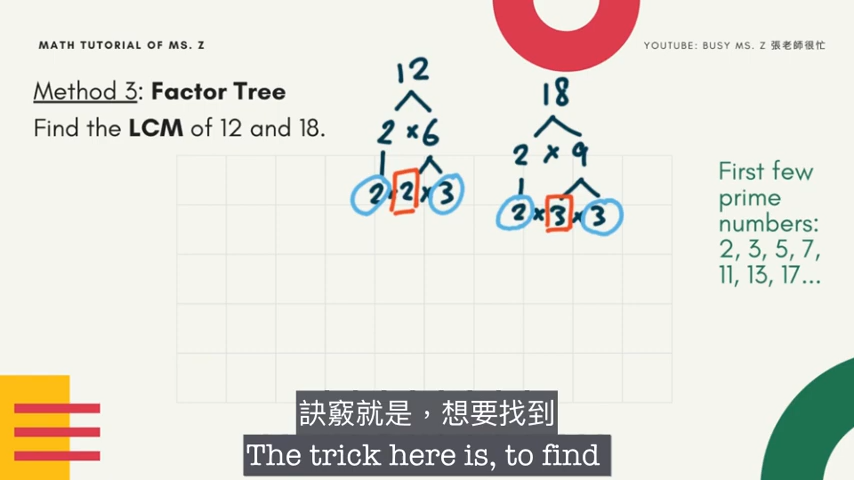 MATH TUTORIAL OF MS. Z
YOUTUBE: BUSY MS. Z 張老師很忙
Method 3: Factor Tree
Find the LCM of 12 and 18.
12
2 × 6
2 · 2 × 3
18
2 × 9
2 × 3 × 3
First few
prime
numbers:
2, 3, 5, 7,
11, 13, 17...
訣竅就是，想要找到
The trick here is, to find